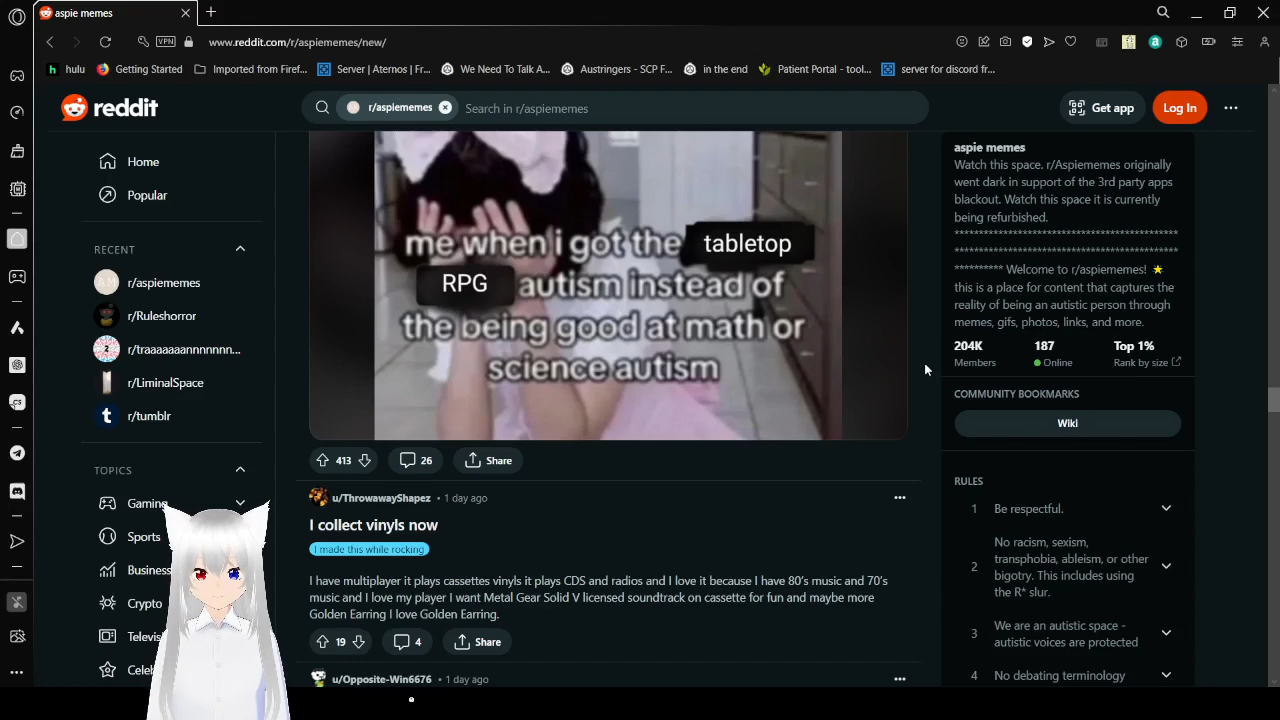 aspie memes
VPN
www.reddit.com/r/aspiememes/new/
hulu
Getting Started
Imported from Firef...
Server | Aternos | Fr...
We Need To Talk A...
Austringers - SCP F...
in the end
Patient Portal - tool...
server for discord fr...
reddit
r/aspiememes
Search in r/aspiememes
Get app
Log In
Home
Popular
RECENT
r/aspiememes
r/Ruleshorror
r/traaaaaaannnnnn...
r/LiminalSpace
r/tumblr
TOPICS
Gaming
Sports
Business
Crypto
Televis
Celeb
me when i got the tabletop
RPG autism instead of
the being good at math or
science autism
413
26
Share
u/ThrowawayShapez • 1 day ago
I collect vinyls now
I made this while rocking
I have multiplayer it plays cassettes vinyls it plays CDS and radios and I love it because I have 80's music and 70's
music and I love my player I want Metal Gear Solid V licensed soundtrack on cassette for fun and maybe more
Golden Earring I love Golden Earring.
19
4
Share
u/Opposite-Win6676 • 1 day ago
aspie memes
Watch this space. r/Aspiememes originally
went dark in support of the 3rd party apps
blackout. Watch this space it is currently
being refurbished.
****************************************
****************************************
********** Welcome to r/aspiememes! ⭐
this is a place for content that captures the
reality of being an autistic person through
memes, gifs, photos, links, and more.
204K
187
Top 1%
Members
Online
Rank by size
COMMUNITY BOOKMARKS
Wiki
RULES
1 Be respectful.
2 No racism, sexism,
transphobia, ableism, or other
bigotry. This includes using
the R* slur.
3 We are an autistic space -
autistic voices are protected
4 No debating terminology